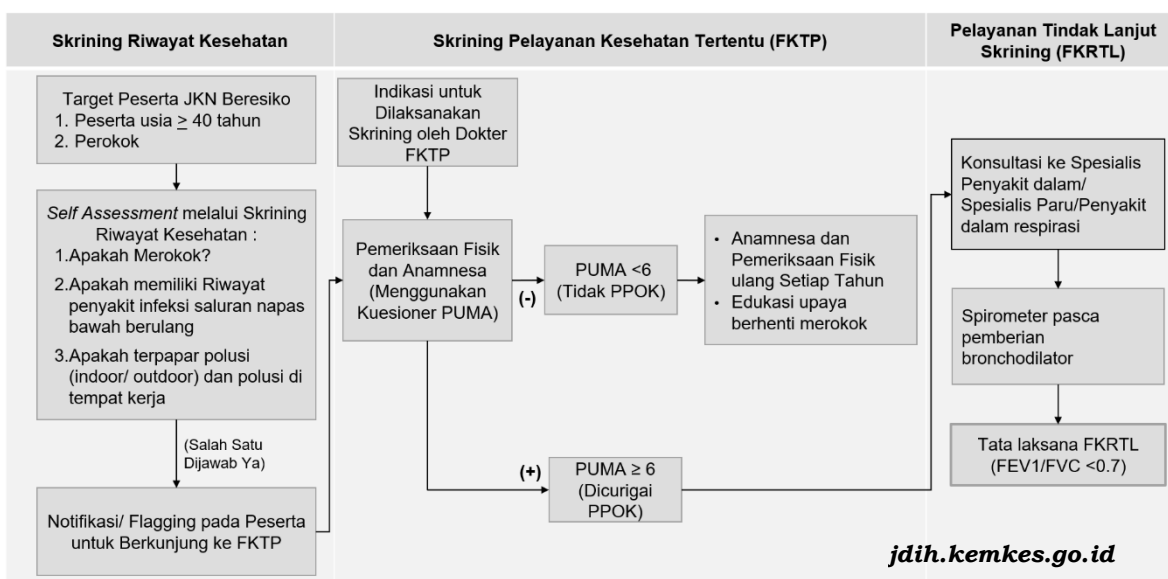 Skrining Riwayat Kesehatan
Skrining Pelayanan Kesehatan Tertentu (FKTP)
Pelayanan Tindak Lanjut
Skrining (FKRTL)
Target Peserta JKN Beresiko
1. Peserta usia ≥ 40 tahun
2. Perokok
Self Assessment melalui Skrining
Riwayat Kesehatan :
1.Apakah Merokok?
2.Apakah memiliki Riwayat
penyakit infeksi saluran napas
bawah berulang
3.Apakah terpapar polusi
(indoor/ outdoor) dan polusi di
tempat kerja
(Salah Satu
Dijawab Ya)
Notifikasi/ Flagging pada Peserta
untuk Berkunjung ke FKTP
Indikasi untuk
Dilaksanakan
Skrining oleh Dokter
FKTP
Pemeriksaan Fisik
dan Anamnesa
(Menggunakan
Kuesioner PUMA)
(-)
PUMA <6
(Tidak PPOK)
• Anamnesa dan
Pemeriksaan Fisik
ulang Setiap Tahun
• Edukasi upaya
berhenti merokok
(+)
PUMA ≥ 6
(Dicurigai
PPOK)
Konsultasi ke Spesialis
Penyakit dalam/
Spesialis Paru/Penyakit
dalam respirasi
Spirometer pasca
pemberian
bronchodilator
Tata laksana FKRTL
(FEV1/FVC <0.7)
jdih.kemkes.go.id